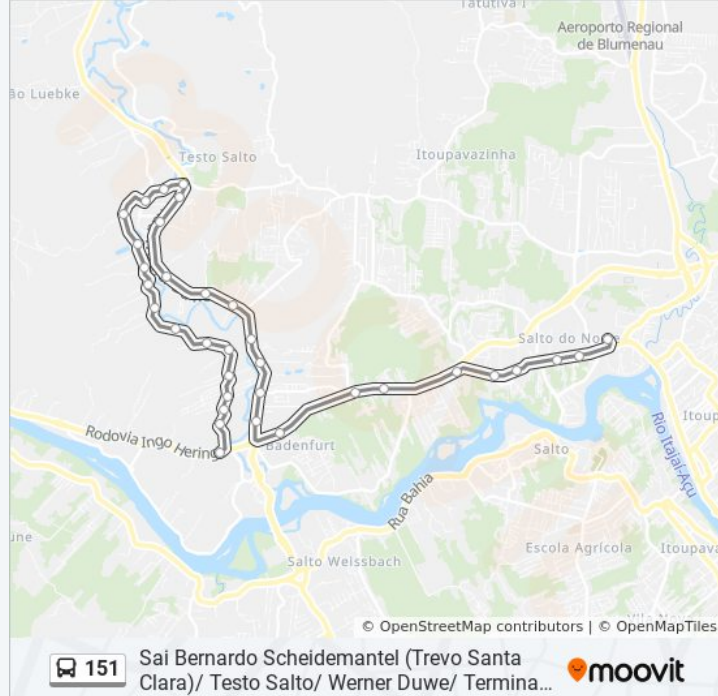 Tatutiva I
Aeroporto Regional
de Blumenau
ão Luebke
Testo Salto
Itoupavazinha
Salto do Norte
Rodovia Ingo Hering
Badenfurt
Rio Itajaí-Açu
Itoup
Salto
Rua Bahia
Escola Agrícola
Itoupava
une
Salto Weissbach
© OpenStreetMap contributors | © OpenMapTiles
151
Sai Bernardo Scheidemantel (Trevo Santa
Clara)/ Testo Salto/ Werner Duwe/ Termina...
moovit